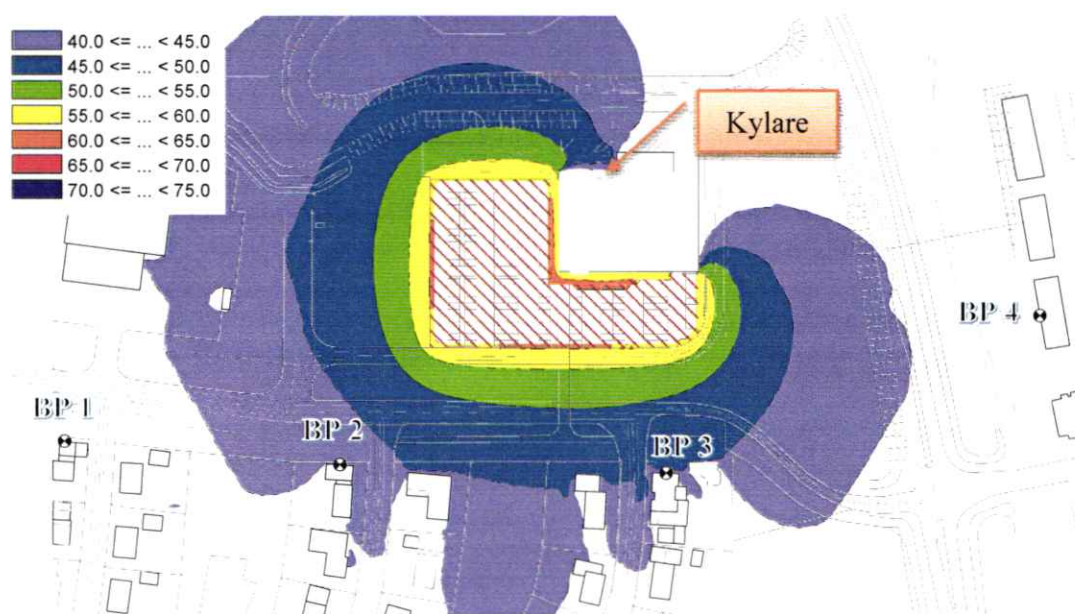 40.0 <= ... < 45.0
45.0 <= ... < 50.0
50.0 <= ... < 55.0
55.0 <= ... < 60.0
60.0 <= ... < 65.0
65.0 <= ... < 70.0
70.0 <= ... < 75.0
Kylare
BP 4
BP 1
BP 2
BP 3